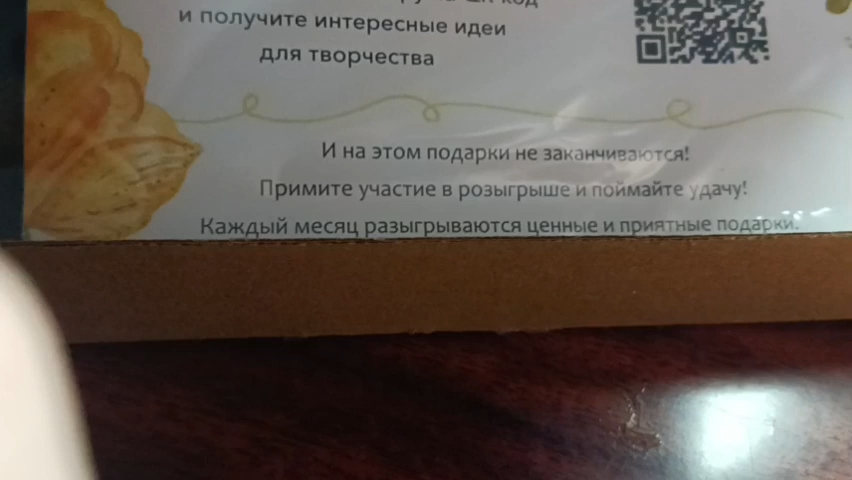 и получите интересные идеи
для творчества
И на этом подарки не заканчиваются!
Примите участие в розыгрыше и поймайте удачу!
Каждый месяц разыгрываются ценные и приятные подарки.